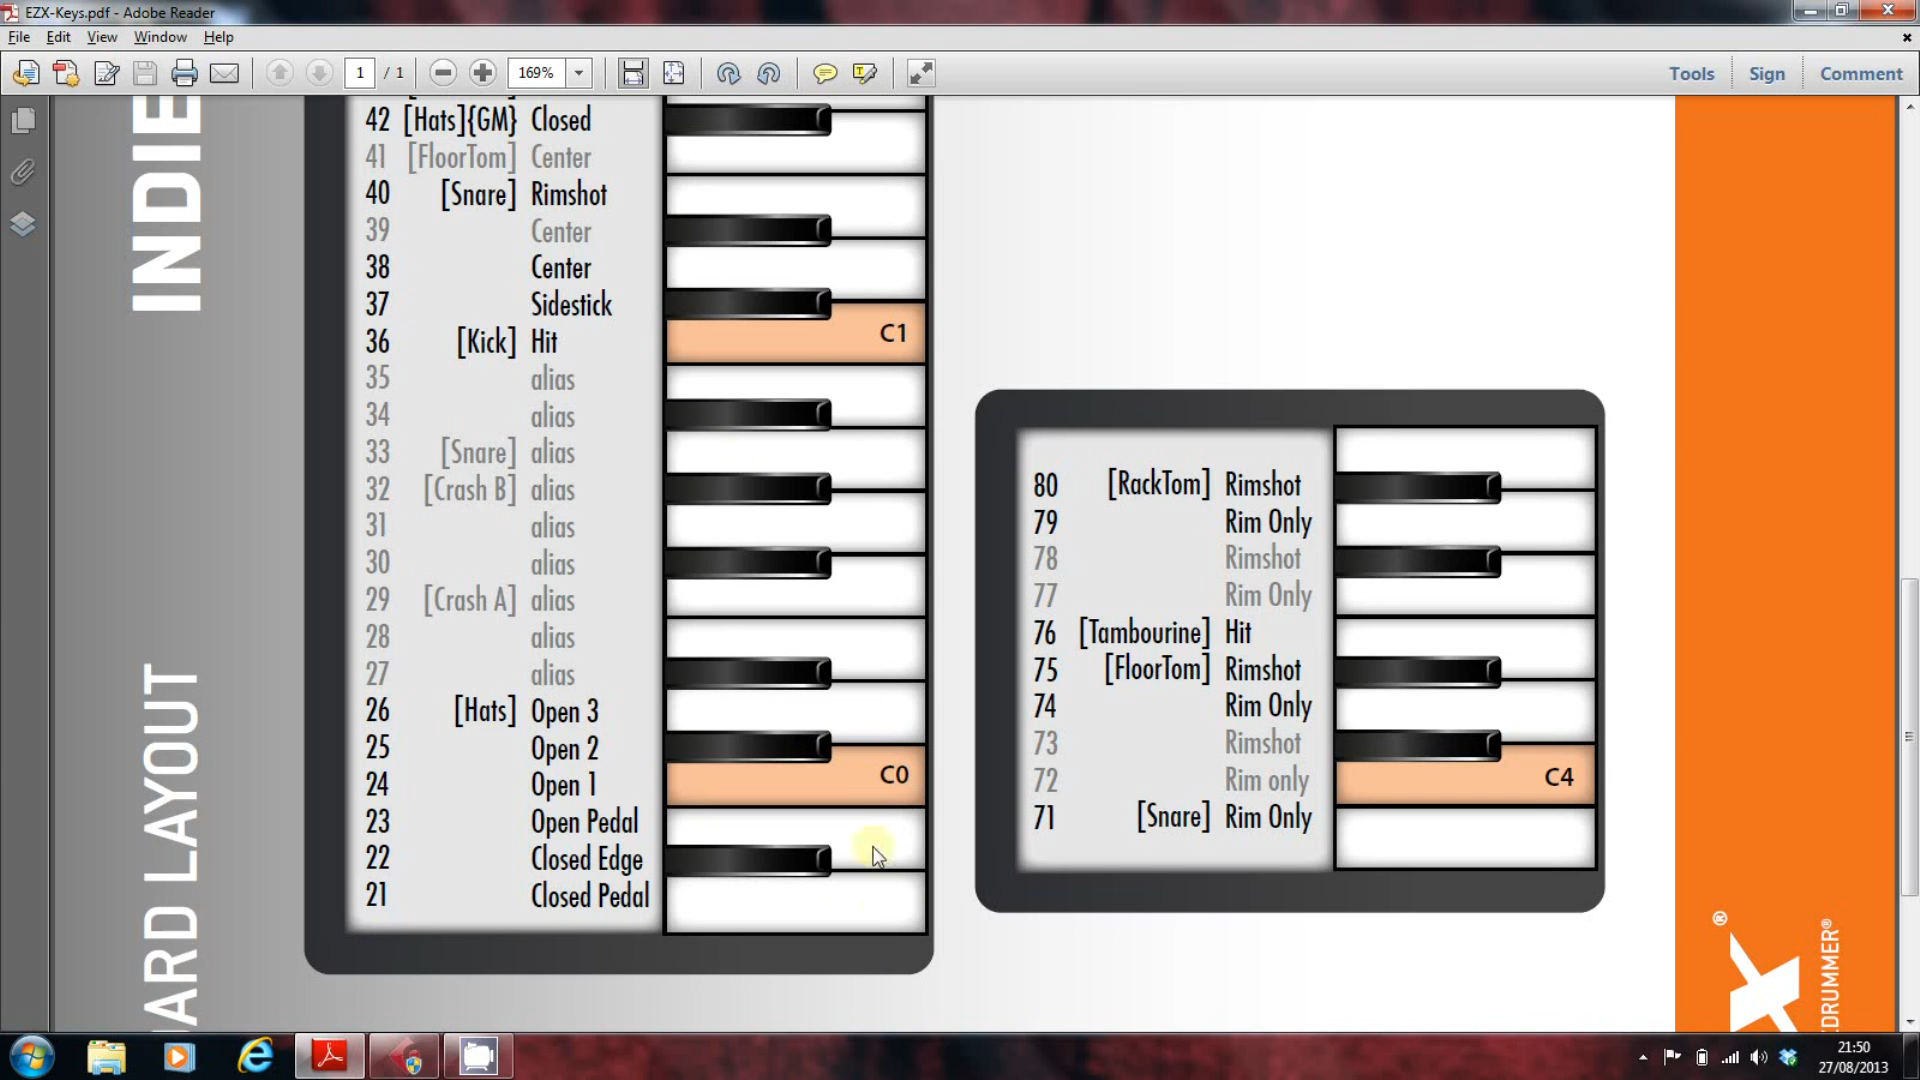 EZX-Keys.pdf - Adobe Reader
File Edit View Window Help
1 / 1 169% Tools Sign Comment
INDIE
42 [Hats]{GM} Closed
41 [FloorTom] Center
40 [Snare] Rimshot
39 Center
38 Center
37 Sidestick
36 [Kick] Hit
35 alias
34 alias
33 [Snare] alias
32 [Crash B] alias
31 alias
30 alias
29 [Crash A] alias
28 alias
27 alias
26 [Hats] Open 3
25 Open 2
24 Open 1
23 Open Pedal
22 Closed Edge
21 Closed Pedal
C1
C0
80 [RackTom] Rimshot
79 Rim Only
78 Rimshot
77 Rim Only
76 [Tambourine] Hit
75 [FloorTom] Rimshot
74 Rim Only
73 Rimshot
72 Rim only
71 [Snare] Rim Only
C4
ARD LAYOUT
X®
DRUMMER®
21:50
27/08/2013